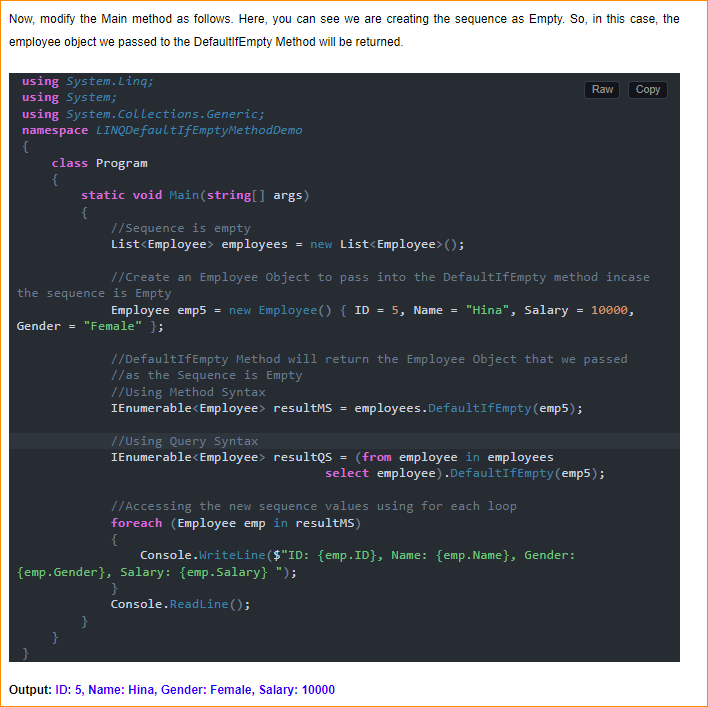 Now, modify the Main method as follows. Here, you can see we are creating the sequence as Empty. So, in this case, the
employee object we passed to the DefaultIfEmpty Method will be returned.
Raw Copy
using System.Linq;
using System;
using System.Collections.Generic;
namespace LINQDefaultIfEmptyMethodDemo
{
class Program
{
static void Main(string[] args)
{
//Sequence is empty
List<Employee> employees = new List<Employee>();
//Create an Employee Object to pass into the DefaultIfEmpty method incase
the sequence is Empty
Employee emp5 = new Employee() { ID = 5, Name = "Hina", Salary = 10000,
Gender = "Female" };
//DefaultIfEmpty Method will return the Employee Object that we passed
//as the Sequence is Empty
//Using Method Syntax
IEnumerable<Employee> resultMS = employees.DefaultIfEmpty(emp5);
//Using Query Syntax
IEnumerable<Employee> resultQS = (from employee in employees
select employee).DefaultIfEmpty(emp5);
//Accessing the new sequence values using for each loop
foreach (Employee emp in resultMS)
{
Console.WriteLine($"ID: {emp.ID}, Name: {emp.Name}, Gender:
{emp.Gender}, Salary: {emp.Salary} ");
}
Console.ReadLine();
}
}
}
Output: ID: 5, Name: Hina, Gender: Female, Salary: 10000